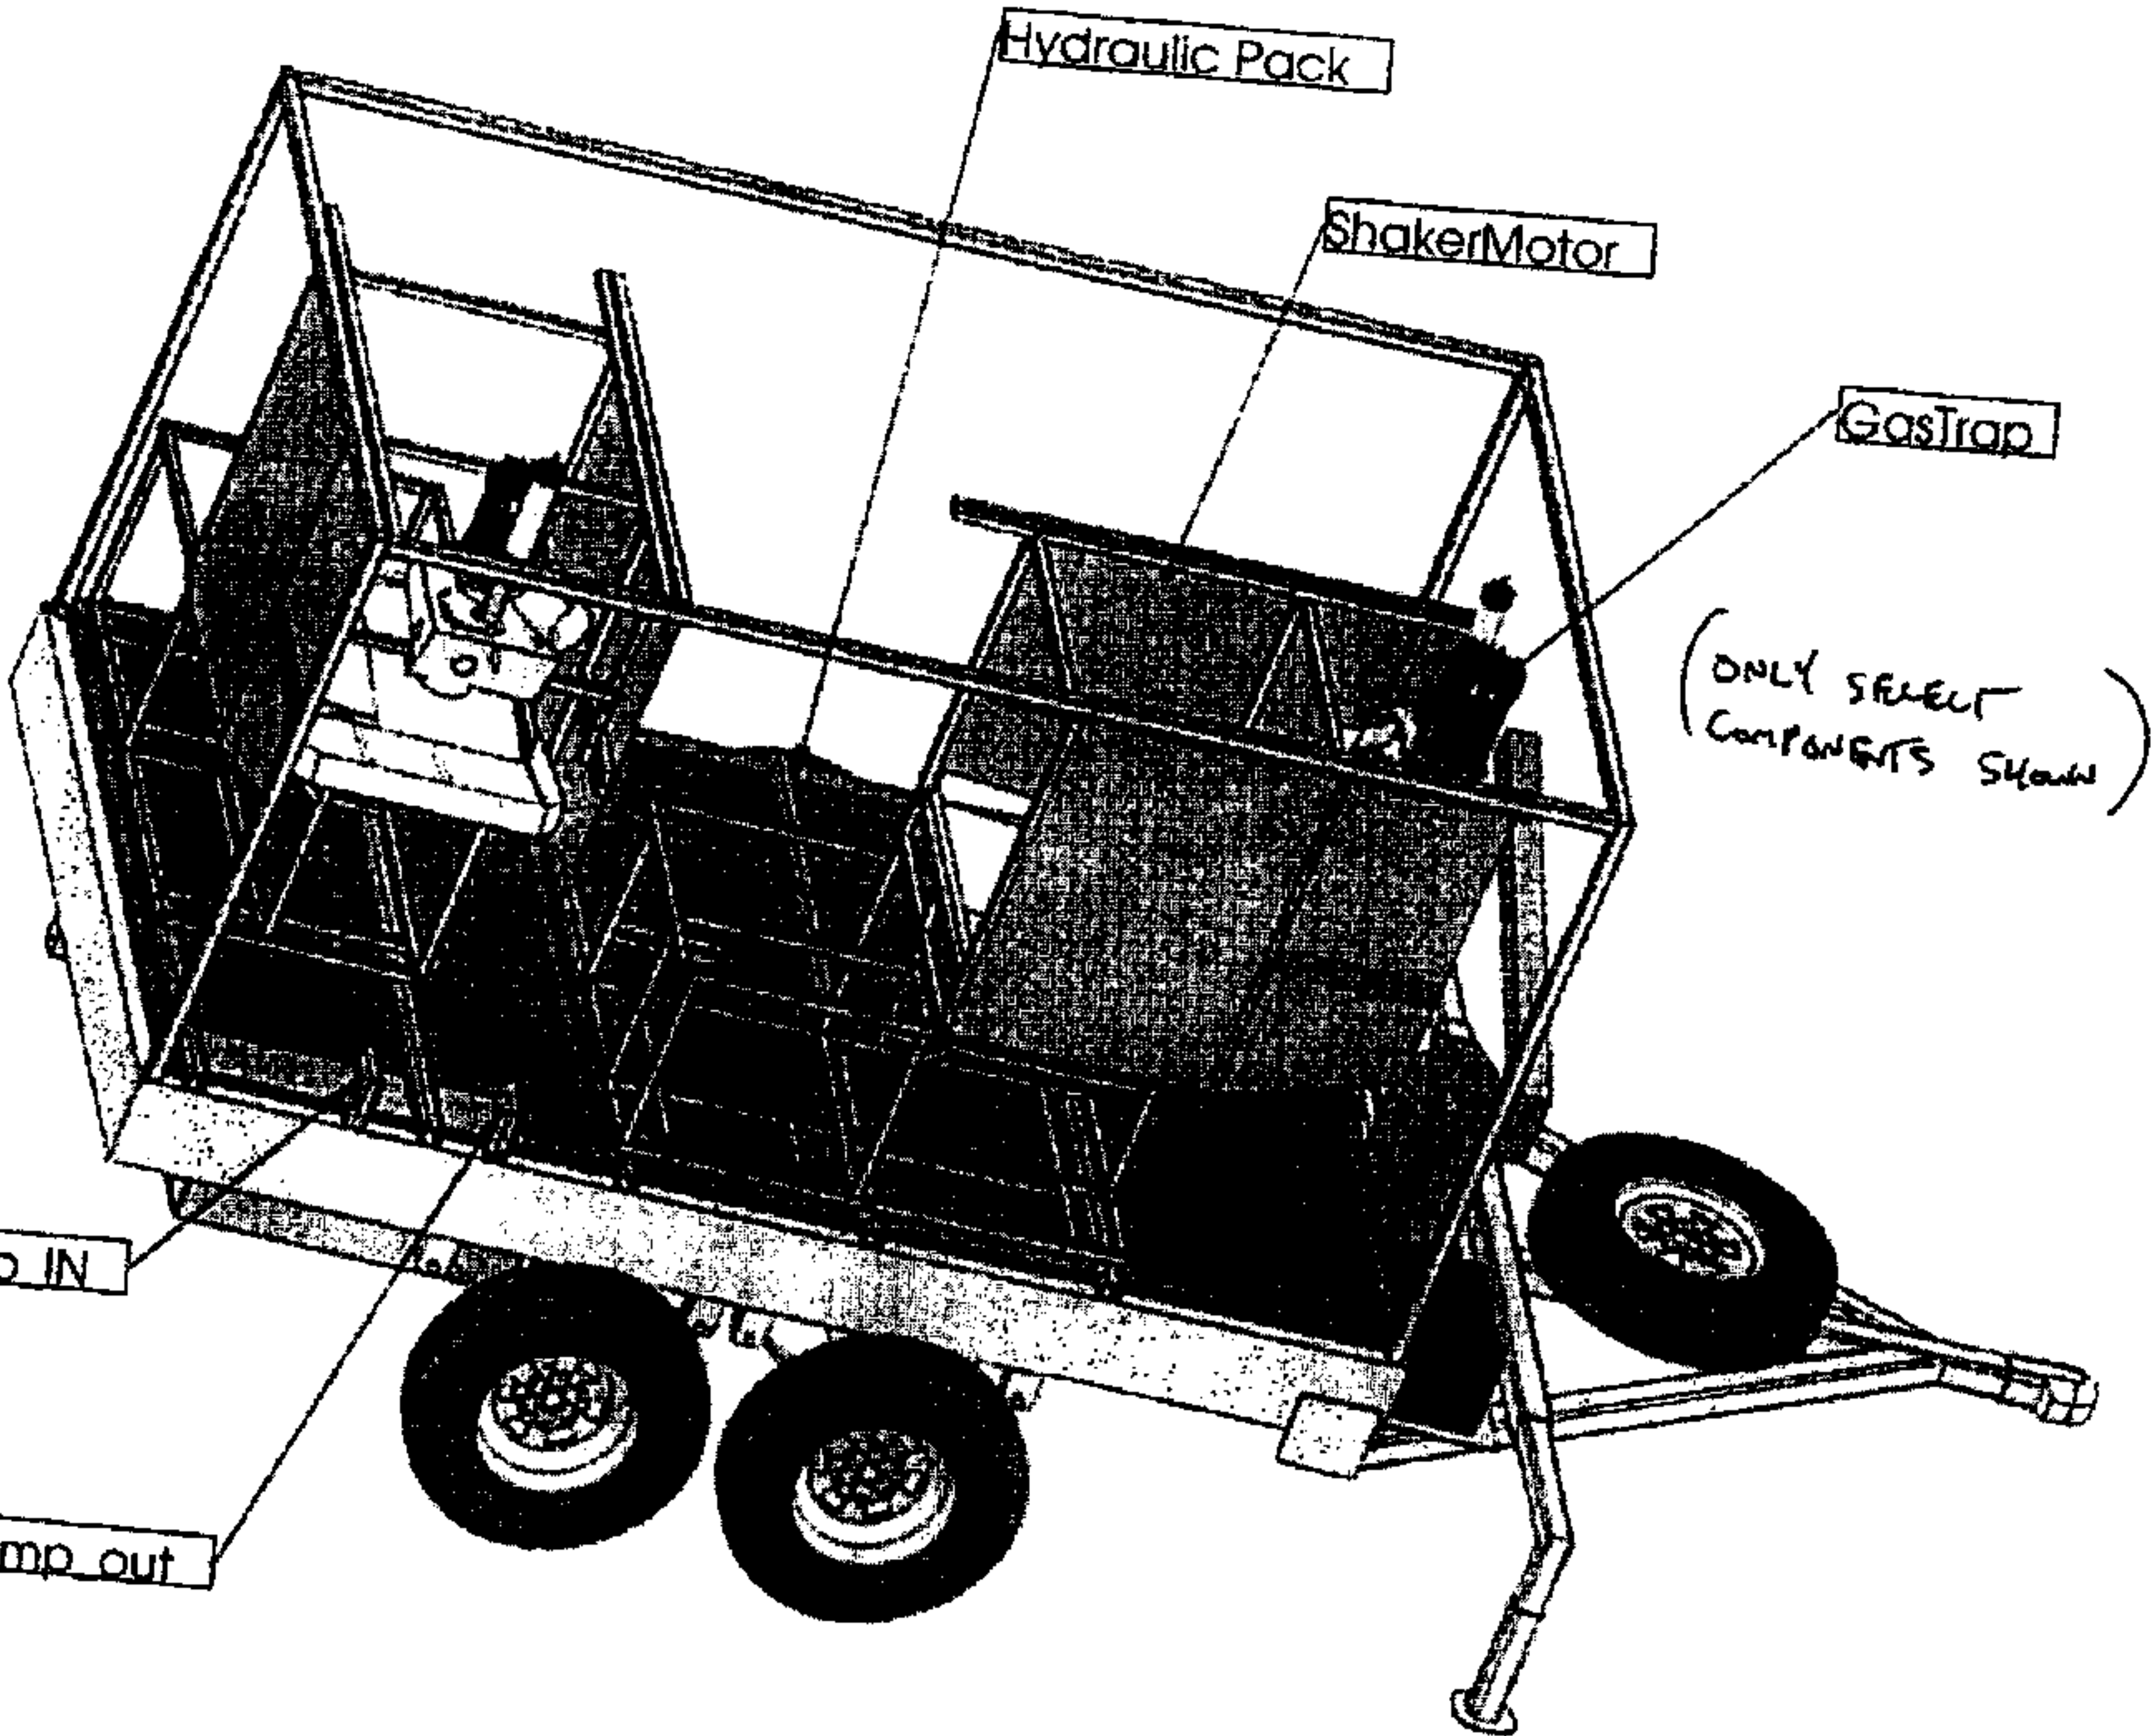 Hydraulic Pack
ShakerMotor
GasTrap
(ONLY SELECT
COMPONENTS SHOWN)
IN
out